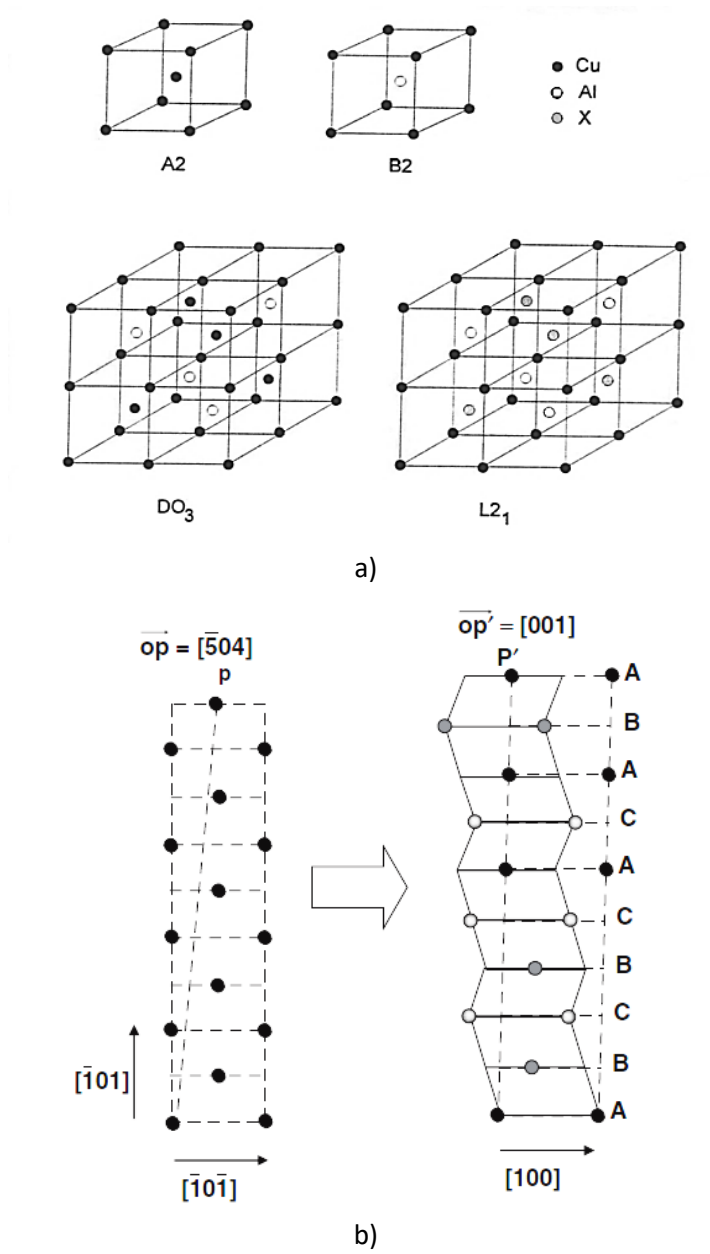 Cu
Al
X
A2
B2
DO₃
L2₁
a)
op = [5̅04]
p
op′ = [001]
P′
A
B
A
C
A
C
B
C
B
A
[1̅01]
[1̅01̅]
[100]
b)